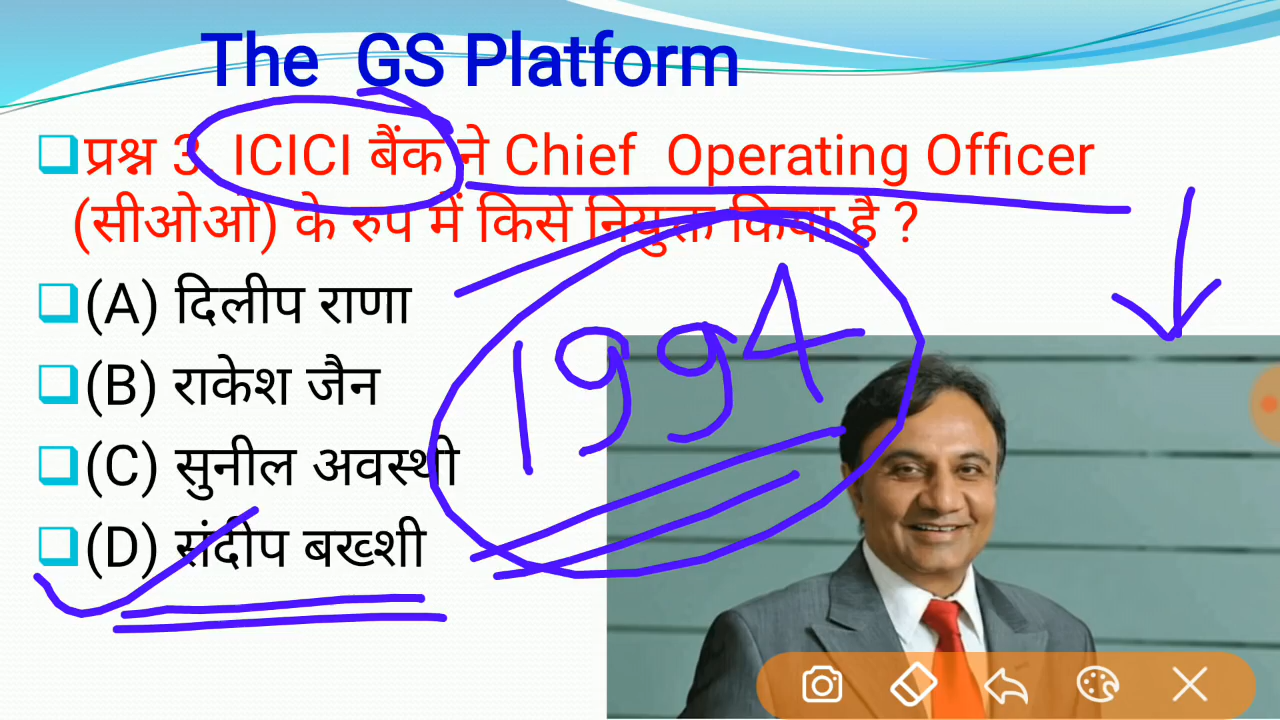 The GS Platform
प्रश्न 3. ICICI बैंक ने Chief Operating Officer
(सीओओ) के रुप में किसे नियुक्त किया है ?
(A) दिलीप राणा
(B) राकेश जैन
(C) सुनील अवस्थी
(D) संदीप बख्शी
1994